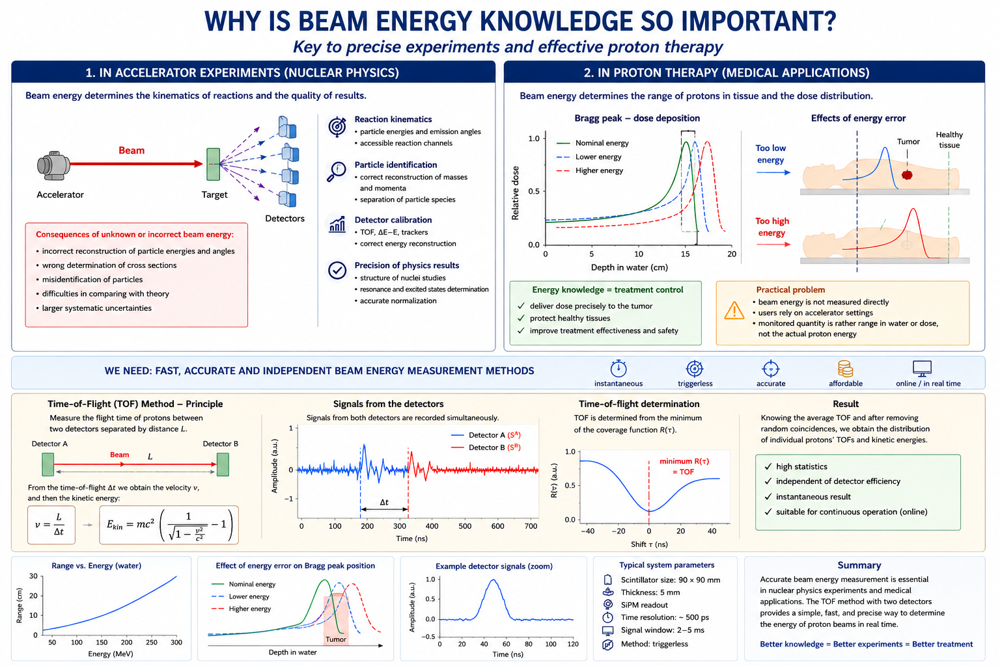 WHY IS BEAM ENERGY KNOWLEDGE SO IMPORTANT?
Key to precise experiments and effective proton therapy
1. IN ACCELERATOR EXPERIMENTS (NUCLEAR PHYSICS)
Beam energy determines the kinematics of reactions and the quality of results.
Beam
Accelerator
Target
Detectors
Consequences of unknown or incorrect beam energy:
• incorrect reconstruction of particle energies and angles
• wrong determination of cross sections
• misidentification of particles
• difficulties in comparing with theory
• larger systematic uncertainties
Reaction kinematics
• particle energies and emission angles
• accessible reaction channels
Particle identification
• correct reconstruction of masses
and momenta
• separation of particle species
Detector calibration
• TOF, ΔE–E, trackers
• correct energy reconstruction
Precision of physics results
• structure of nuclei studies
• resonance and excited states determination
• accurate normalization
2. IN PROTON THERAPY (MEDICAL APPLICATIONS)
Beam energy determines the range of protons in tissue and the dose distribution.
Bragg peak – dose deposition
Nominal energy
Lower energy
Higher energy
Relative dose
1.0
0.5
0.0
0 5 10 15 20
Depth in water (cm)
Effects of energy error
Too low
energy
Tumor
Healthy
tissue
Too high
energy
Energy knowledge = treatment control
✓ deliver dose precisely to the tumor
✓ protect healthy tissues
✓ improve treatment effectiveness and safety
Practical problem
• beam energy is not measured directly
• users rely on accelerator settings
• monitored quantity is rather range in water or dose,
not the actual proton energy
WE NEED: FAST, ACCURATE AND INDEPENDENT BEAM ENERGY MEASUREMENT METHODS
instantaneous
triggerless
accurate
affordable
online / in real time
Time-of-Flight (TOF) Method – Principle
Measure the flight time of protons between
two detectors separated by distance L.
Detector A
Detector B
Beam
L
From the time-of-flight Δt we obtain the velocity v,
and then the kinetic energy:
v = L / Δt → E_kin = mc² ( 1 / √(1 − v²/c²) − 1 )
Signals from the detectors
Signals from both detectors are recorded simultaneously.
Detector A (Sᴬ)
Detector B (Sᴮ)
Amplitude (a.u.)
1
0
−1
Δt
0 100 200 300 400 500 600 700
Time (ns)
Time-of-flight determination
TOF is determined from the minimum
of the coverage function R(τ).
minimum R(τ)
= TOF
R(τ) (a.u.)
1.0
0.5
0.0
−40 −20 0 20 40
Shift τ (ns)
Result
Knowing the average TOF and after removing
random coincidences, we obtain the distribution
of individual protons' TOFs and kinetic energies.
✓ high statistics
✓ independent of detector efficiency
✓ instantaneous result
✓ suitable for continuous operation (online)
Range vs. Energy (water)
Range (cm)
30
20
10
0
50 100 150 200 250 300
Energy (MeV)
Effect of energy error on Bragg peak position
Nominal energy
Lower energy
Higher energy
Tumor
Depth in water
Example detector signals (zoom)
Amplitude (a.u.)
1.0
0.5
0.0
−0.5
0 20 40 60 80 100 120
Time (ns)
Typical system parameters
Scintillator size: 90 × 90 mm
Thickness: 5 mm
SiPM readout
Time resolution: ~ 500 ps
Signal window: 2–5 ms
Method: triggerless
Summary
Accurate beam energy measurement is essential
in nuclear physics experiments and medical
applications. The TOF method with two detectors
provides a simple, fast, and precise way to determine
the energy of proton beams in real time.
Better knowledge = Better experiments = Better treatment